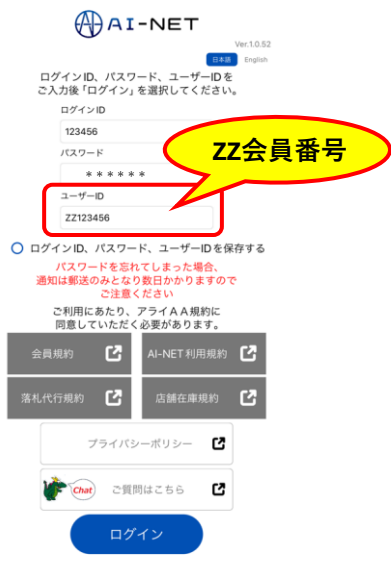 AI-NET
Ver.1.0.52
日本語 English
ログインID、パスワード、ユーザーIDを
ご入力後「ログイン」を選択してください。
ログインID
123456
パスワード
＊＊＊＊＊＊
ZZ会員番号
ユーザーID
ZZ123456
ログインID、パスワード、ユーザーIDを保存する
パスワードを忘れてしまった場合、
通知は郵送のみとなり数日かかりますので
ご注意ください
ご利用にあたり、アライAA規約に
同意していただく必要があります。
会員規約 AI-NET利用規約
落札代行規約 店舗在庫規約
プライバシーポリシー
Chat ご質問はこちら
ログイン